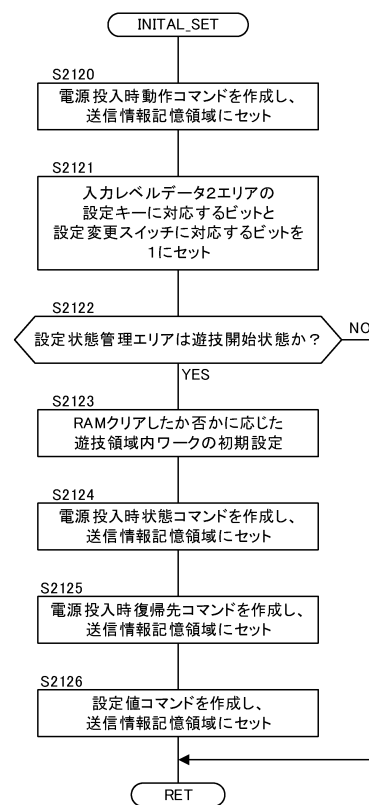 INITAL_SET
S2120
電源投入時動作コマンドを作成し、
送信情報記憶領域にセット
S2121
入力レベルデータ2エリアの
設定キーに対応するビットと
設定変更スイッチに対応するビットを
1にセット
S2122
設定状態管理エリアは遊技開始状態か?
NO
YES
S2123
RAMクリアしたか否かに応じた
遊技領域内ワークの初期設定
S2124
電源投入時状態コマンドを作成し、
送信情報記憶領域にセット
S2125
電源投入時復帰先コマンドを作成し、
送信情報記憶領域にセット
S2126
設定値コマンドを作成し、
送信情報記憶領域にセット
RET